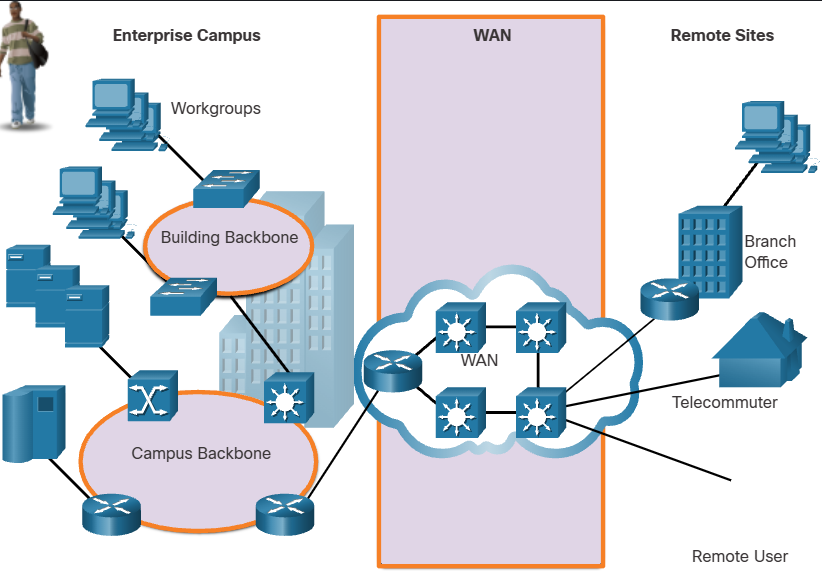 Enterprise Campus
WAN
Remote Sites
Workgroups
Building Backbone
Branch
Office
WAN
Telecommuter
Campus Backbone
Remote User